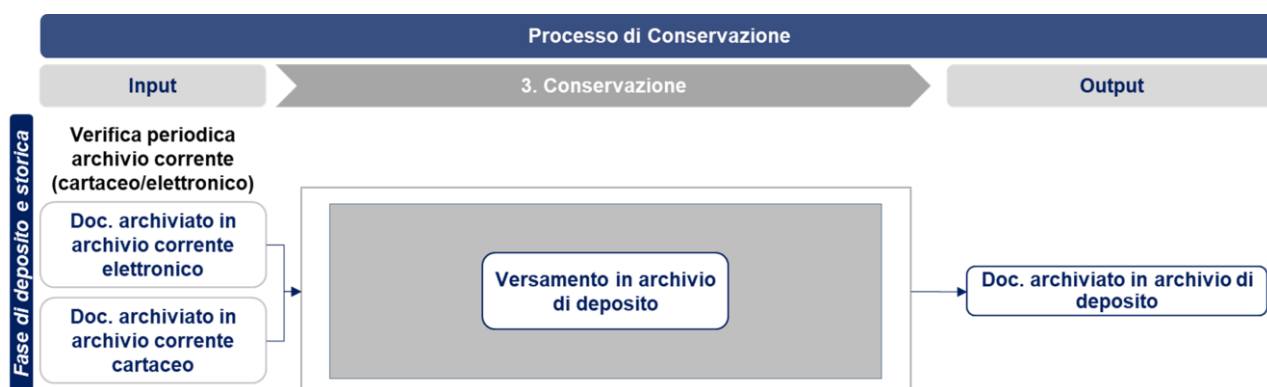 Processo di Conservazione
Input
3. Conservazione
Output
Fase di deposito e storica
Verifica periodica
archivio corrente
(cartaceo/elettronico)
Doc. archiviato in
archivio corrente
elettronico
Doc. archiviato in
archivio corrente
cartaceo
Versamento in archivio
di deposito
Doc. archiviato in archivio di
deposito